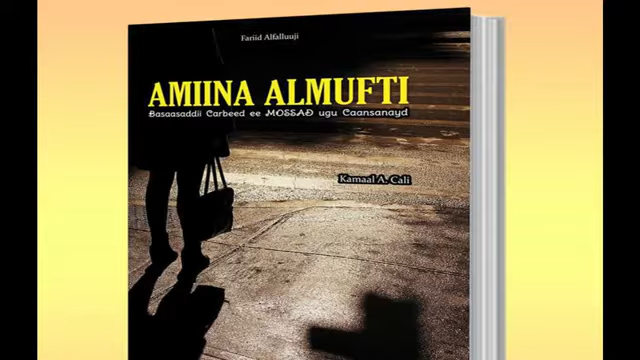 Fariid Alfalluuji
AMIINA ALMUFTI
Basaasaddii Carbeed ee MOSSAD ugu Caansanayd
Kamaal A. Cali